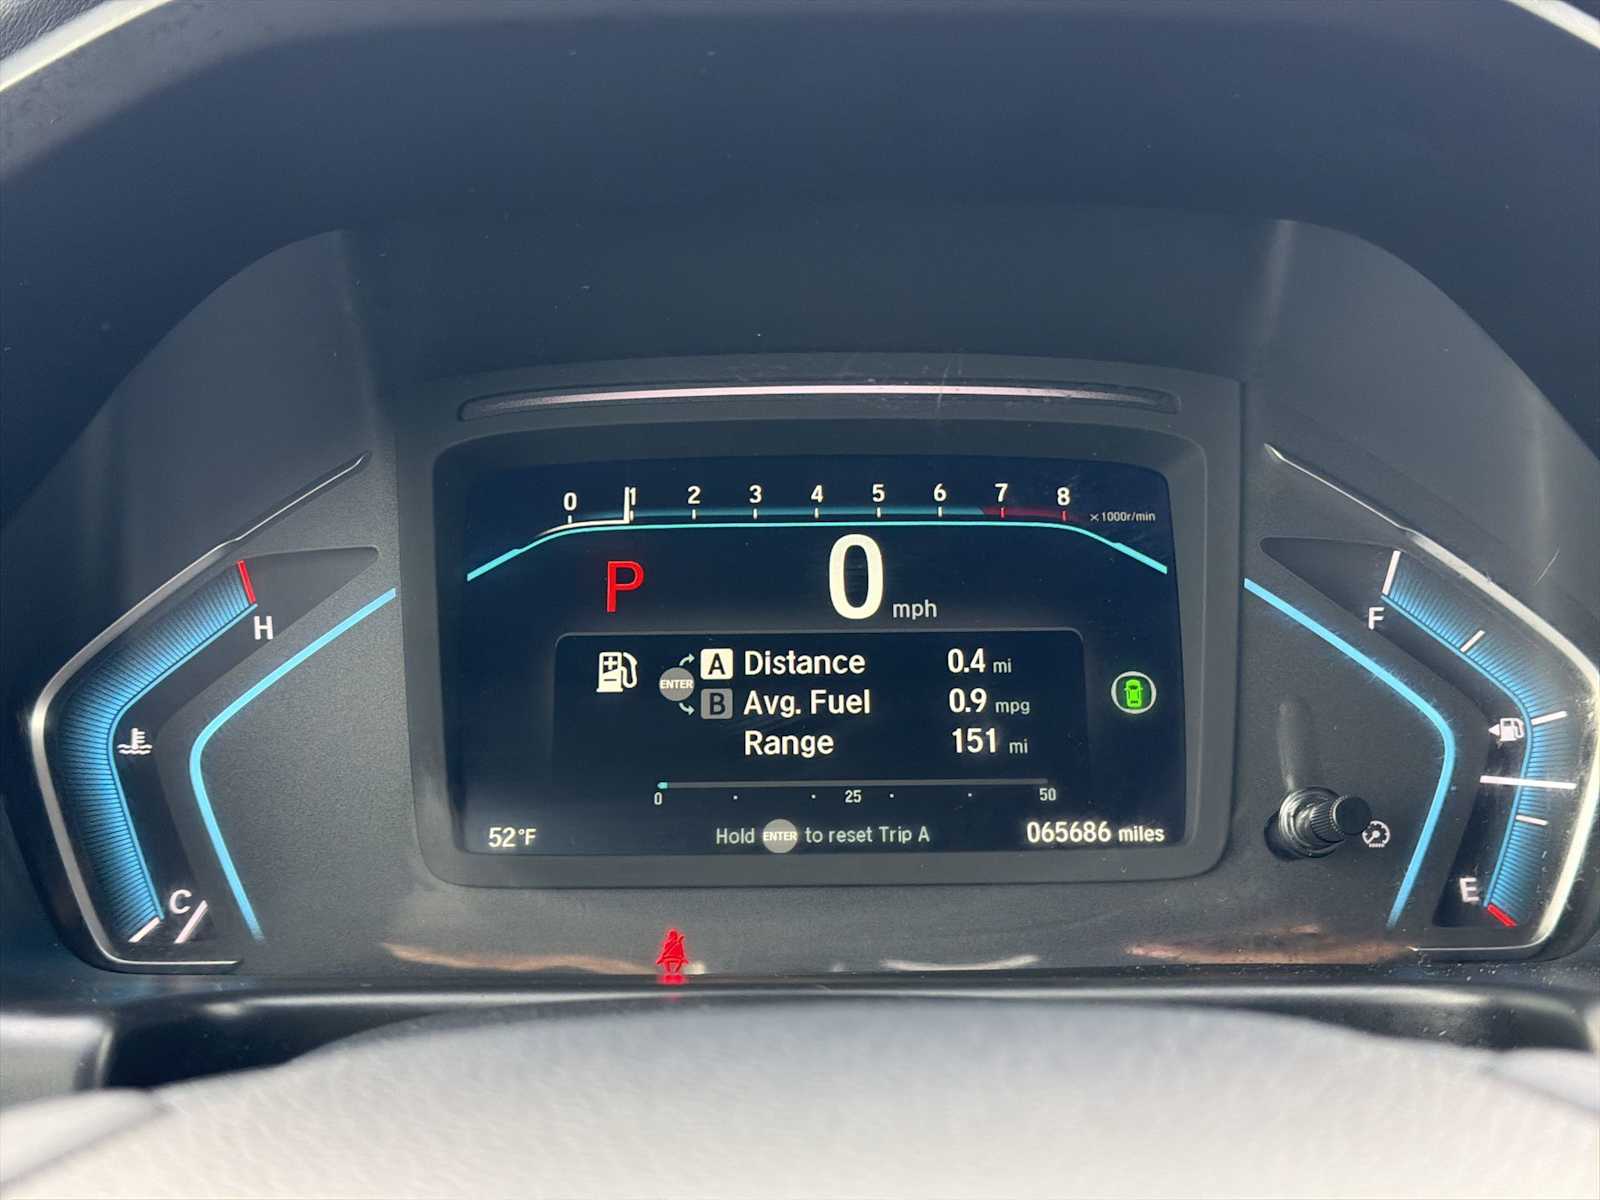 0 1 2 3 4 5 6 7 8
x1000r/min
P
0 mph
ENTER
A Distance 0.4 mi
B Avg. Fuel 0.9 mpg
Range 151 mi
0 25 50
52°F
Hold ENTER to reset Trip A
065686 miles
H
C
F
E